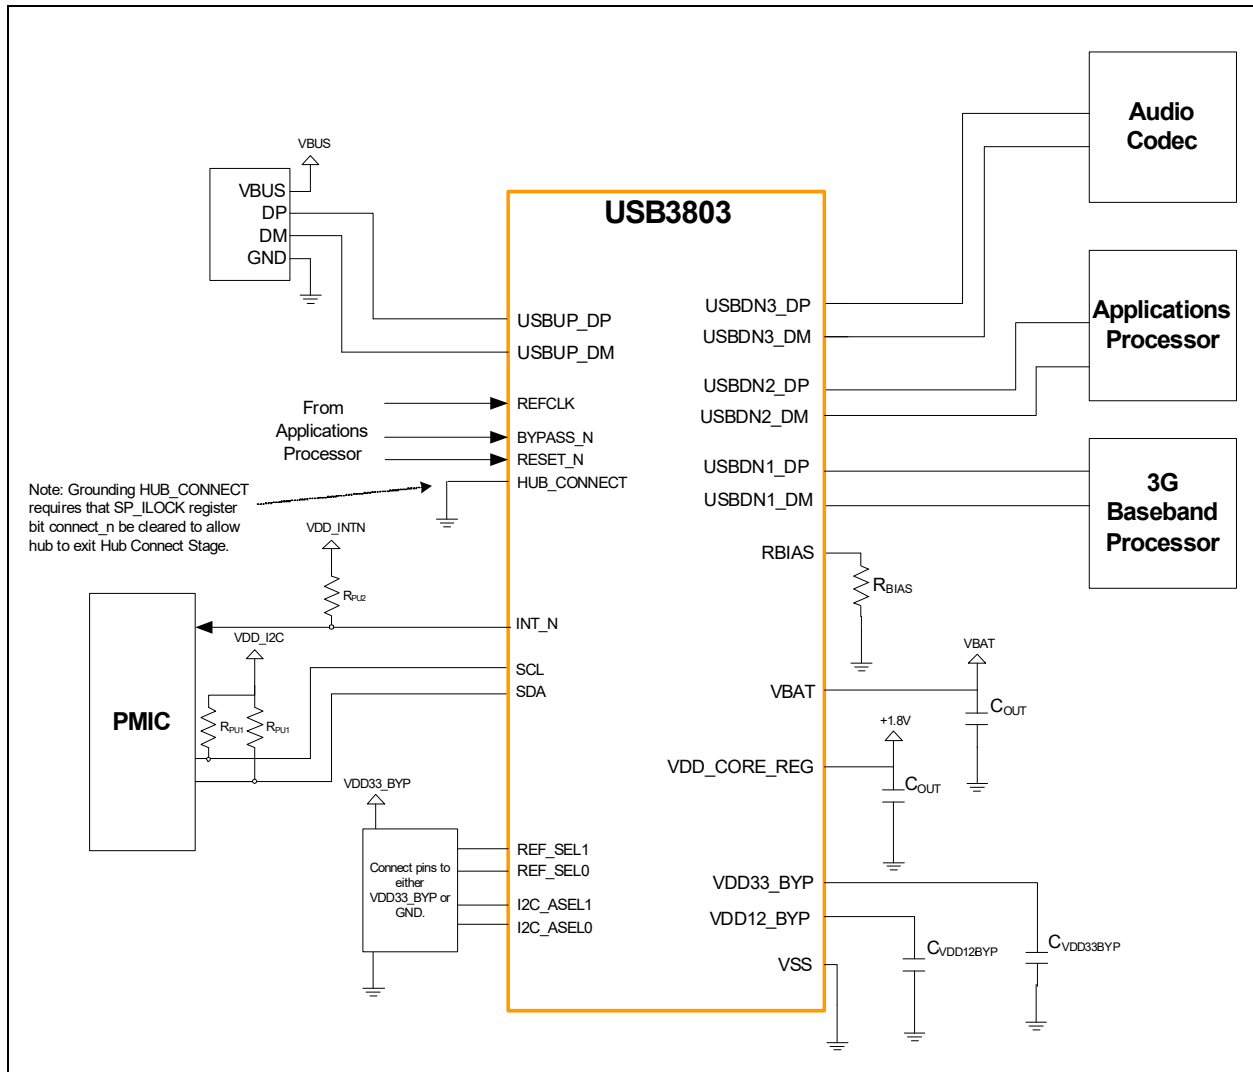 Audio
Codec
VBUS
VBUS
DP
DM
GND
USB3803
USBUP_DP
USBUP_DM
REFCLK
BYPASS_N
RESET_N
HUB_CONNECT
From
Applications
Processor
Note: Grounding HUB_CONNECT
requires that SP_ILOCK register
bit connect_n be cleared to allow
hub to exit Hub Connect Stage.
USBDN3_DP
USBDN3_DM
USBDN2_DP
USBDN2_DM
USBDN1_DP
USBDN1_DM
Applications
Processor
3G
Baseband
Processor
VDD_INTN
RPU2
INT_N
VDD_I2C
SCL
SDA
PMIC
RPU1
RPU1
RBIAS
RBIAS
VBAT
VBAT
COUT
+1.8V
VDD_CORE_REG
COUT
VDD33_BYP
Connect pins to
either
VDD33_BYP or
GND.
REF_SEL1
REF_SEL0
I2C_ASEL1
I2C_ASEL0
VDD33_BYP
VDD12_BYP
VSS
CVDD12BYP
CVDD33BYP